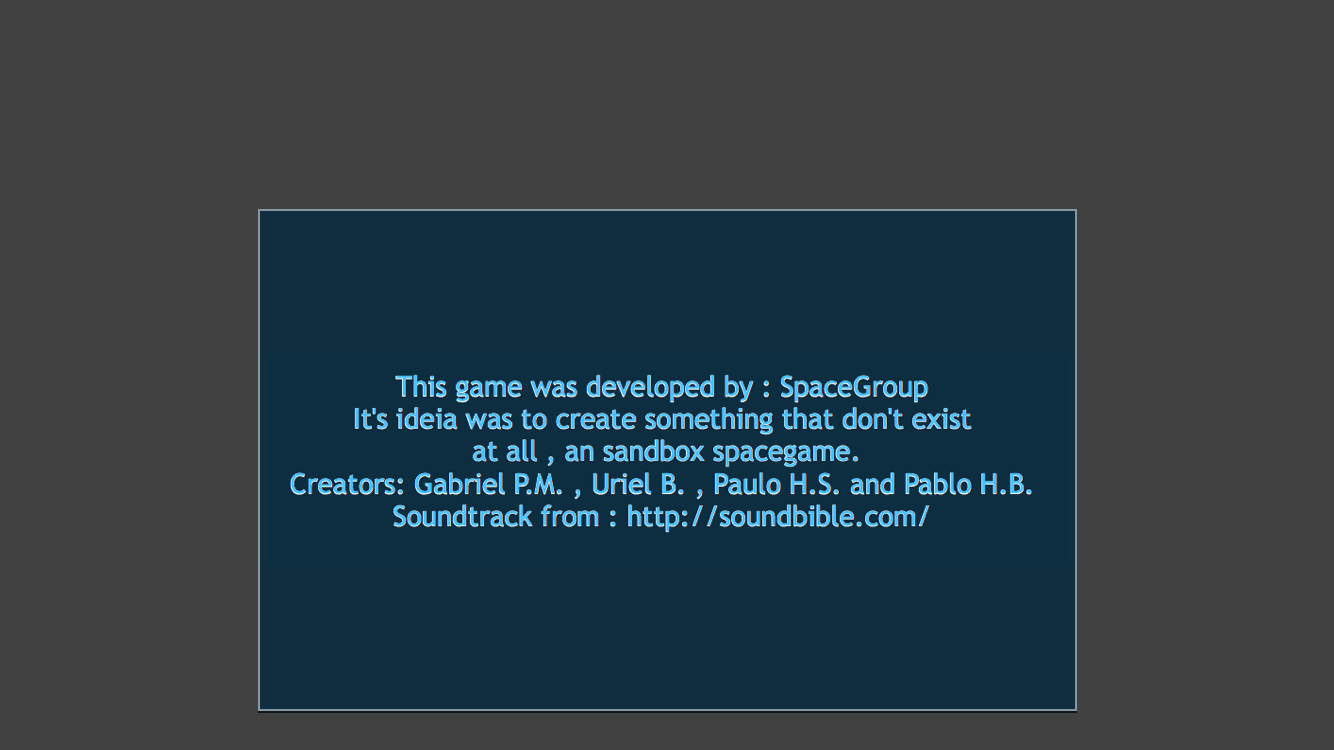 This game was developed by : SpaceGroup
It's ideia was to create something that don't exist
at all , an sandbox spacegame.
Creators: Gabriel P.M. , Uriel B. , Paulo H.S. and Pablo H.B.
Soundtrack from : http://soundbible.com/